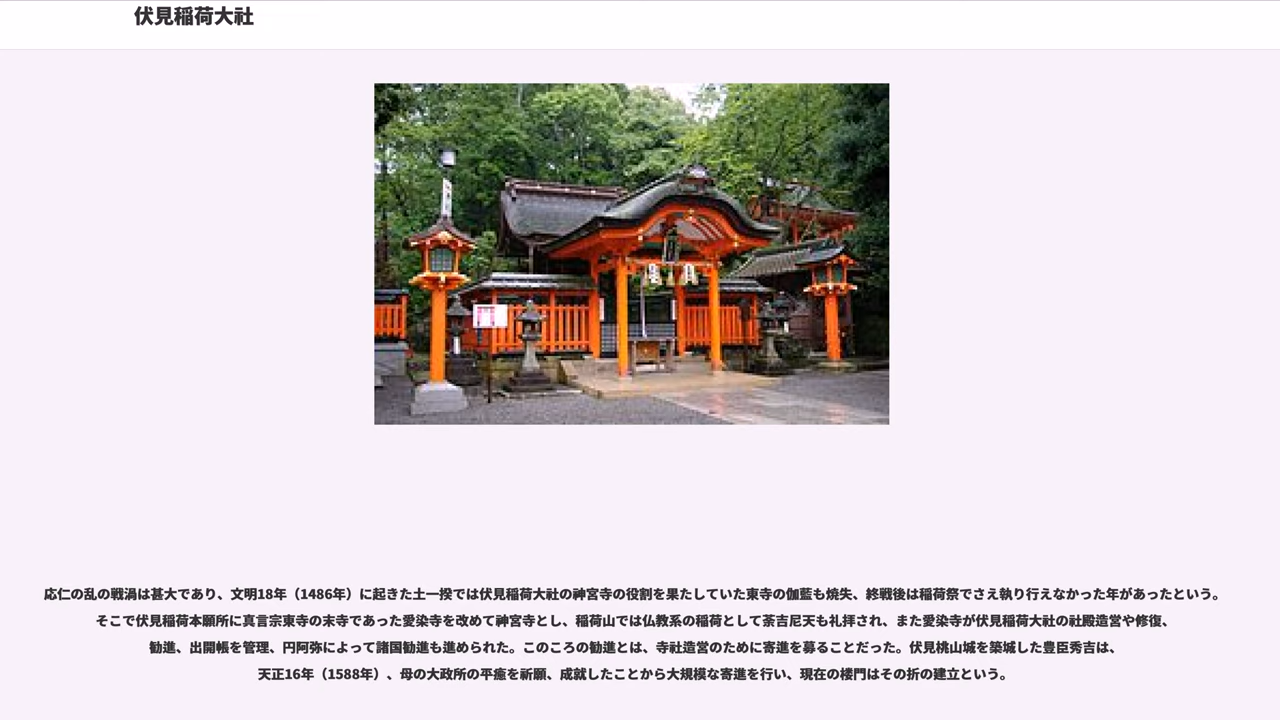 伏見稲荷大社
応仁の乱の戦渦は甚大であり、文明18年（1486年）に起きた土一揆では伏見稲荷大社の神宮寺の役割を果たしていた東寺の伽藍も焼失、終戦後は稲荷祭でさえ執り行えなかった年があったという。
そこで伏見稲荷本願所に真言宗東寺の末寺であった愛染寺を改めて神宮寺とし、稲荷山では仏教系の稲荷として荼吉尼天も礼拝され、また愛染寺が伏見稲荷大社の社殿造営や修復、
勧進、出開帳を管理、円阿弥によって諸国勧進も進められた。このころの勧進とは、寺社造営のために寄進を募ることだった。伏見桃山城を築城した豊臣秀吉は、
天正16年（1588年）、母の大政所の平癒を祈願、成就したことから大規模な寄進を行い、現在の楼門はその折の建立という。